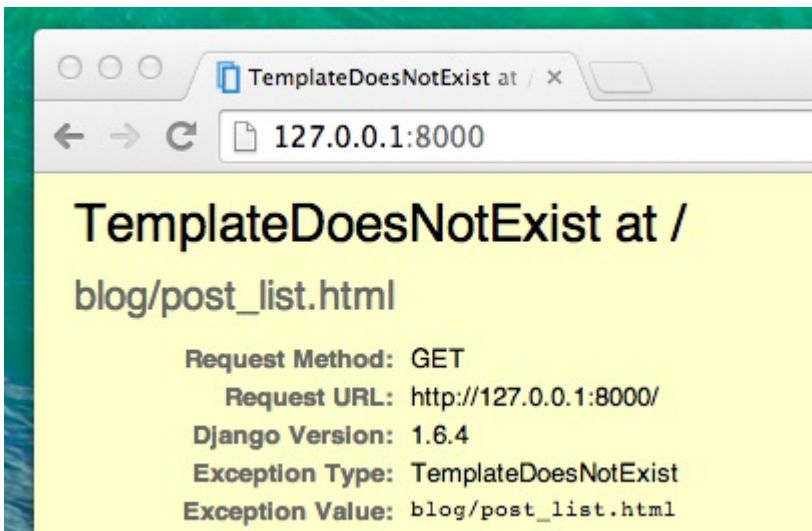 TemplateDoesNotExist at /
127.0.0.1:8000
TemplateDoesNotExist at /
blog/post_list.html
Request Method: GET
Request URL: http://127.0.0.1:8000/
Django Version: 1.6.4
Exception Type: TemplateDoesNotExist
Exception Value: blog/post_list.html